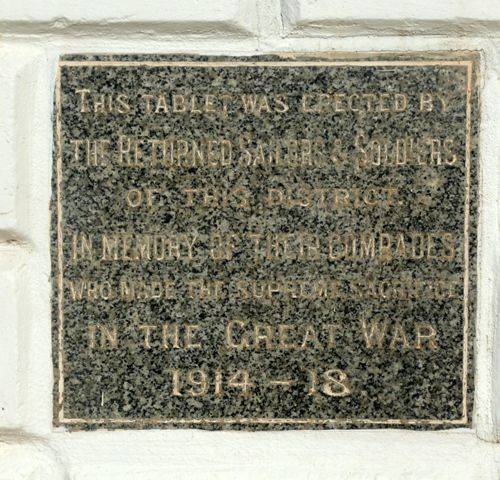 THIS TABLET WAS ERECTED BY
THE RETURNED SAILORS & SOLDIERS
OF THIS DISTRICT
IN MEMORY OF THEIR COMRADES
WHO MADE THE SUPREME SACRIFICE
IN THE GREAT WAR
1914-18